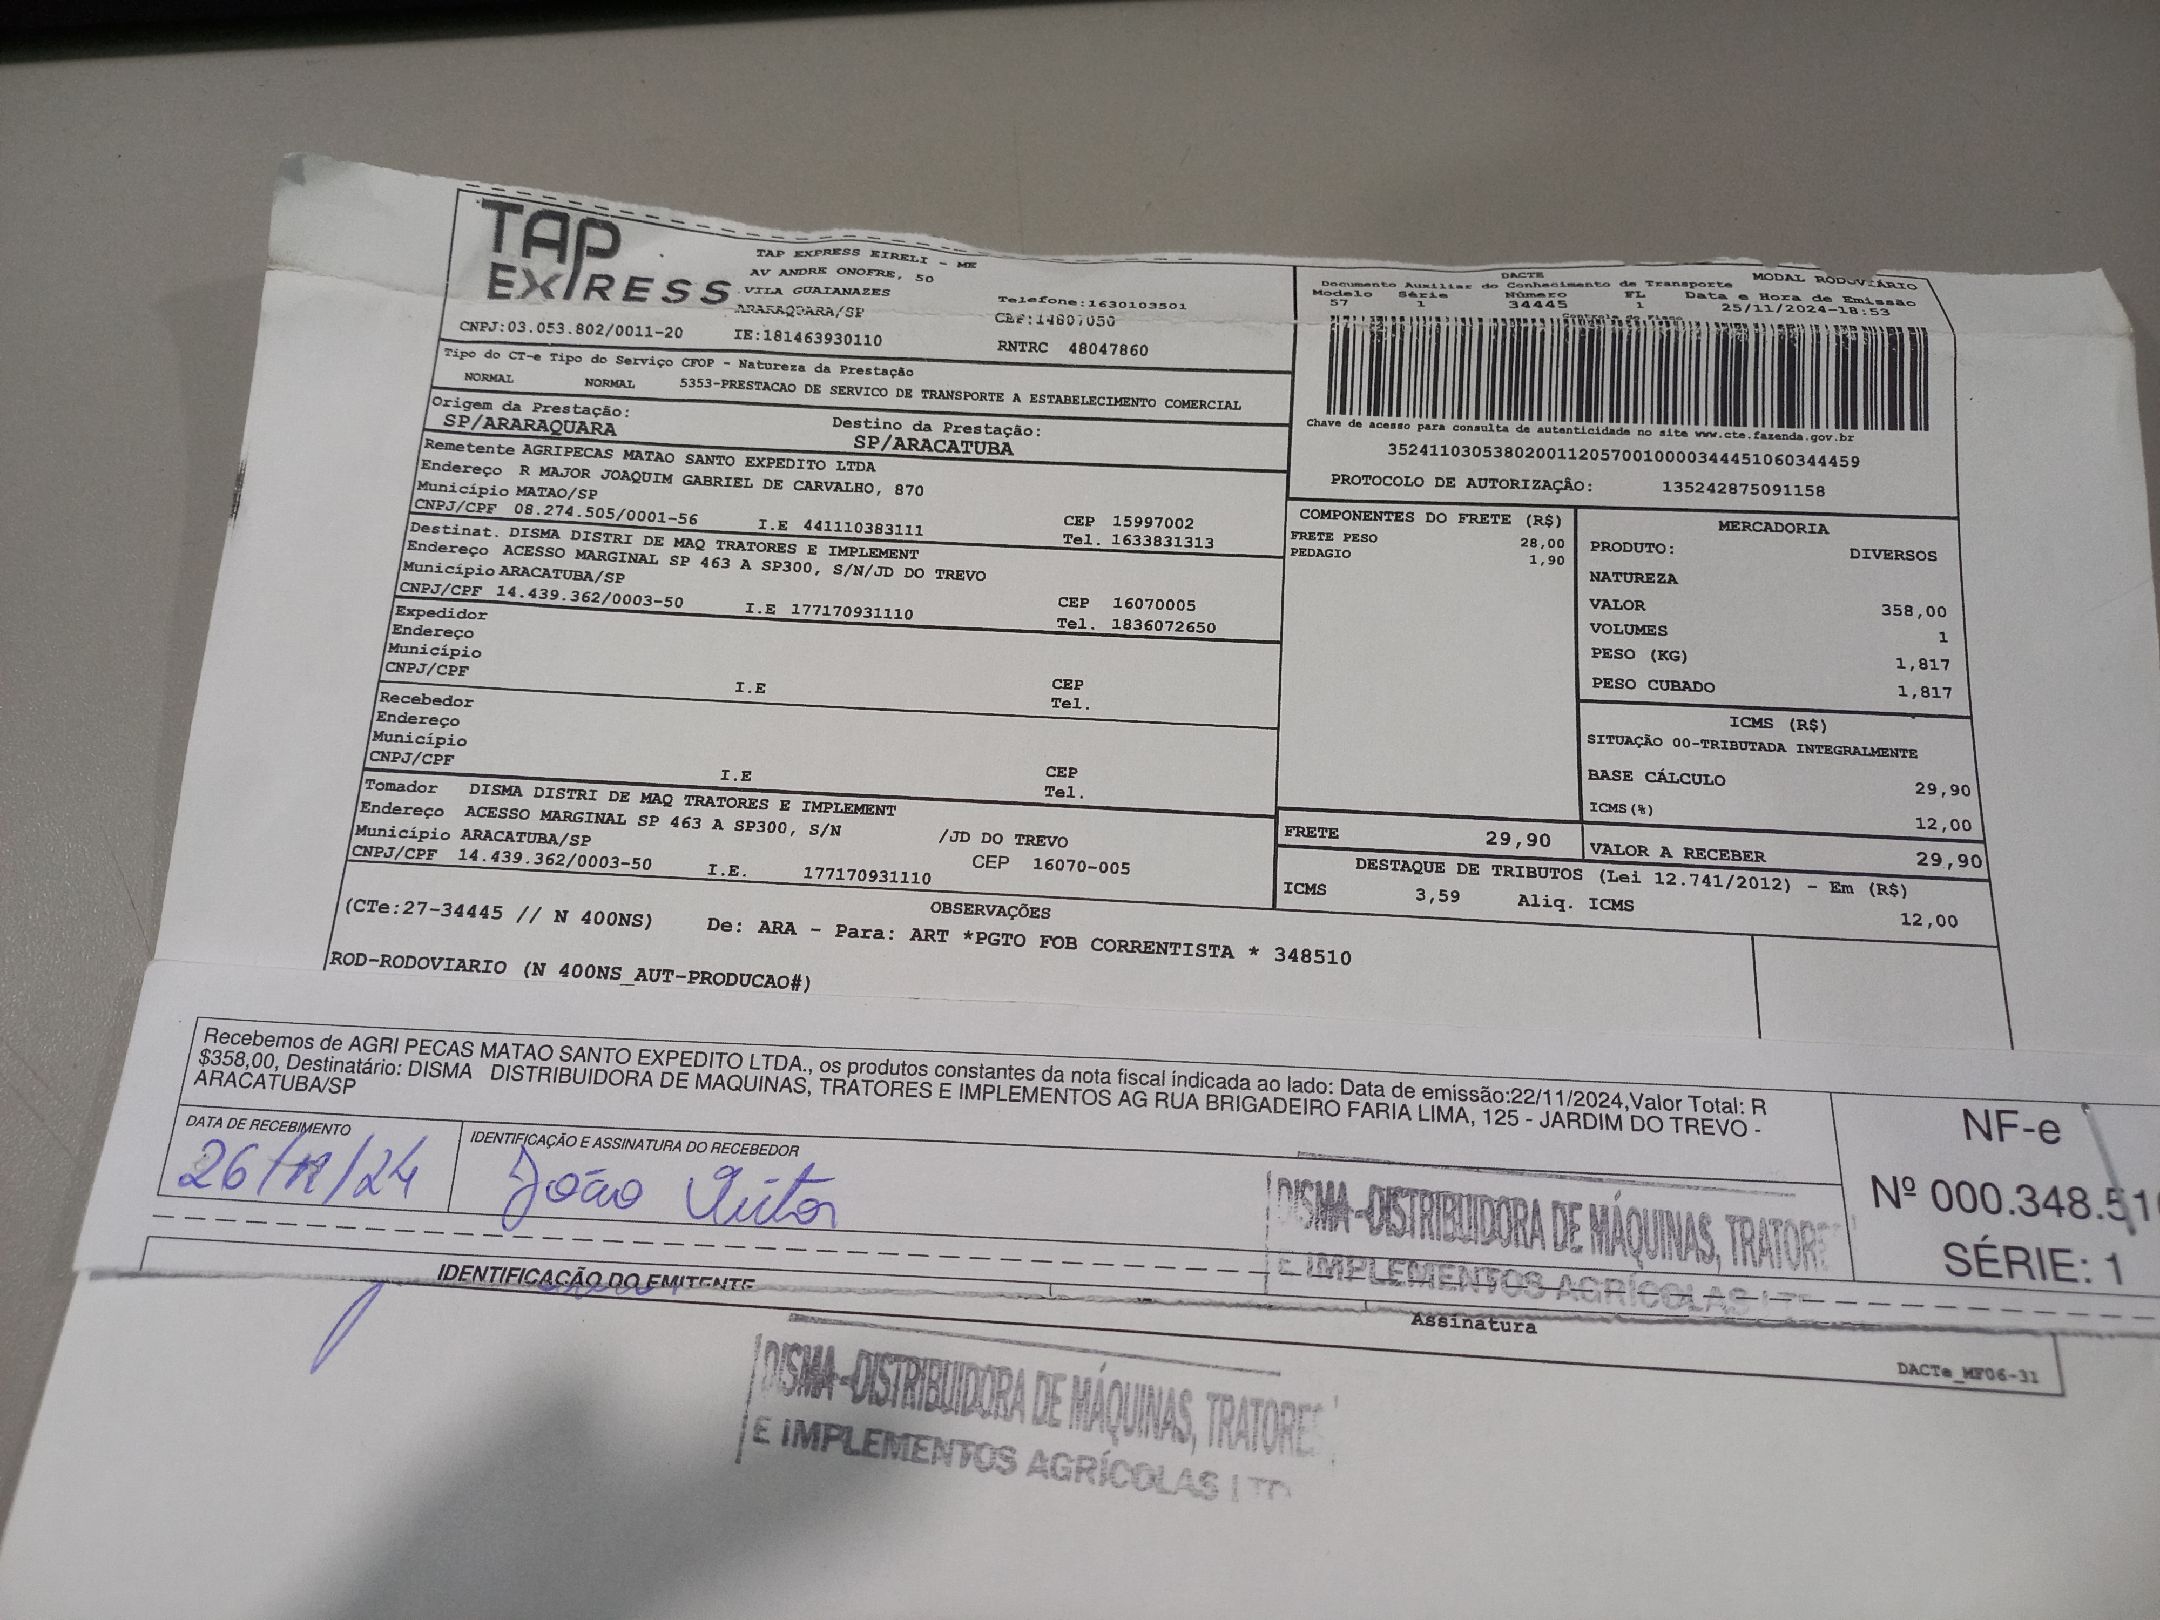 TAP EXPRESS
TAP EXPRESS EIRELI - ME
AV ANDRE ONOFRE, 50
VILA GUAIANAZES
ARARAQUARA/SP
Telefone:1630103501
CEP:14807050
CNPJ:03.053.802/0011-20 IE:181463930110 RNTRC 48047860
DACTE MODAL RODOVIÁRIO
Documento Auxiliar do Conhecimento de Transporte
Modelo Série Número FL Data e Hora de Emissão
57 1 34445 1 25/11/2024-18:53
Controle do Fisco
Chave de acesso para consulta de autenticidade no site www.cte.fazenda.gov.br
35241103053802001120570010000344451060344459
PROTOCOLO DE AUTORIZAÇÃO: 135242875091158
Tipo do CT-e Tipo do Serviço CFOP - Natureza da Prestação
NORMAL NORMAL 5353-PRESTACAO DE SERVICO DE TRANSPORTE A ESTABELECIMENTO COMERCIAL
Origem da Prestação: Destino da Prestação:
SP/ARARAQUARA SP/ARACATUBA
Remetente AGRIPECAS MATAO SANTO EXPEDITO LTDA
Endereço R MAJOR JOAQUIM GABRIEL DE CARVALHO, 870
Município MATAO/SP CEP 15997002
CNPJ/CPF 08.274.505/0001-56 I.E 441110383111 Tel. 1633831313
Destinat. DISMA DISTRI DE MAQ TRATORES E IMPLEMENT
Endereço ACESSO MARGINAL SP 463 A SP300, S/N/JD DO TREVO
Município ARACATUBA/SP CEP 16070005
CNPJ/CPF 14.439.362/0003-50 I.E 177170931110 Tel. 1836072650
Expedidor
Endereço
Município CEP
CNPJ/CPF I.E Tel.
Recebedor
Endereço
Município CEP
CNPJ/CPF I.E Tel.
Tomador DISMA DISTRI DE MAQ TRATORES E IMPLEMENT
Endereço ACESSO MARGINAL SP 463 A SP300, S/N /JD DO TREVO
Município ARACATUBA/SP CEP 16070-005
CNPJ/CPF 14.439.362/0003-50 I.E. 177170931110
COMPONENTES DO FRETE (R$)
FRETE PESO 28,00
PEDAGIO 1,90
MERCADORIA
PRODUTO: DIVERSOS
NATUREZA
VALOR 358,00
VOLUMES 1
PESO (KG) 1,817
PESO CUBADO 1,817
ICMS (R$)
SITUAÇÃO 00-TRIBUTADA INTEGRALMENTE
BASE CÁLCULO 29,90
ICMS(%) 12,00
FRETE 29,90 VALOR A RECEBER 29,90
DESTAQUE DE TRIBUTOS (Lei 12.741/2012) - Em (R$)
ICMS 3,59 Aliq. ICMS 12,00
OBSERVAÇÕES
(CTe:27-34445 // N 400NS) De: ARA - Para: ART *PGTO FOB CORRENTISTA * 348510
ROD-RODOVIARIO (N 400NS_AUT-PRODUCAO#)
Recebemos de AGRI PECAS MATAO SANTO EXPEDITO LTDA., os produtos constantes da nota fiscal indicada ao lado: Data de emissão:22/11/2024,Valor Total: R
$358,00, Destinatário: DISMA DISTRIBUIDORA DE MAQUINAS, TRATORES E IMPLEMENTOS AG RUA BRIGADEIRO FARIA LIMA, 125 - JARDIM DO TREVO -
ARACATUBA/SP
NF-e
Nº 000.348.510
SÉRIE: 1
DATA DE RECEBIMENTO
26/11/24
IDENTIFICAÇÃO E ASSINATURA DO RECEBEDOR
João Victor
DISMA - DISTRIBUIDORA DE MÁQUINAS, TRATORES
E IMPLEMENTOS AGRÍCOLAS LTD
IDENTIFICAÇÃO DO EMITENTE
Assinatura
DACTe_MF06-31
DISMA - DISTRIBUIDORA DE MÁQUINAS, TRATORES
E IMPLEMENTOS AGRÍCOLAS LTD